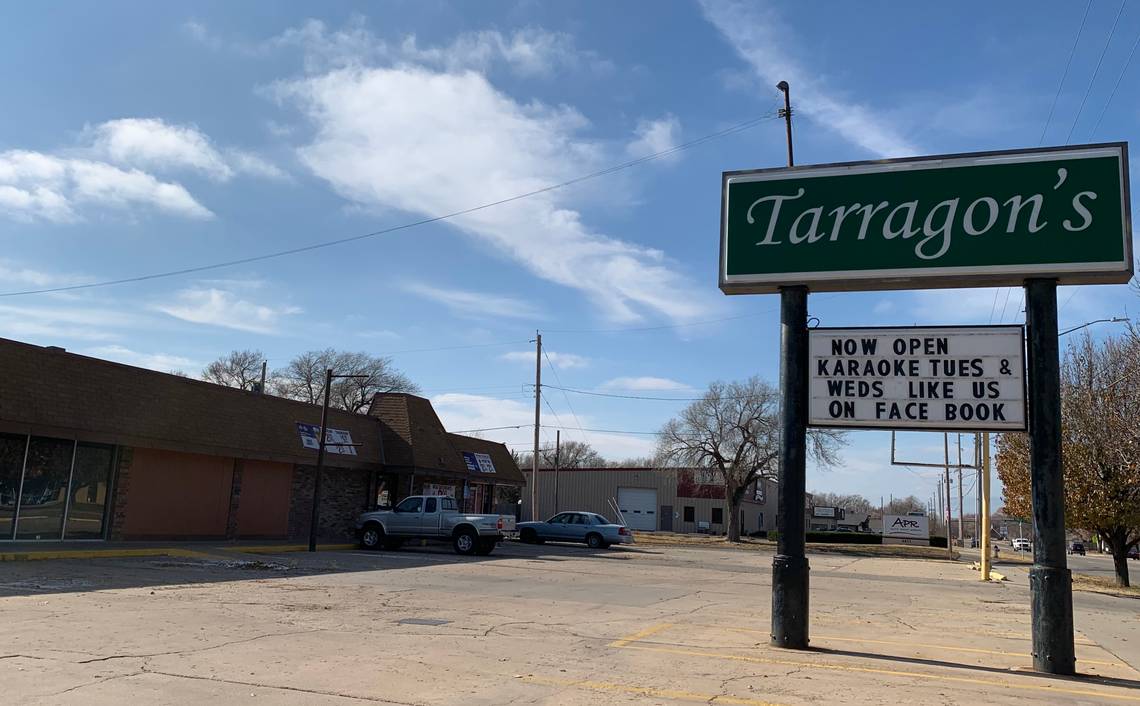 Tarragon's
NOW OPEN
KARAOKE TUES &
WEDS LIKE US
ON FACE BOOK
APR